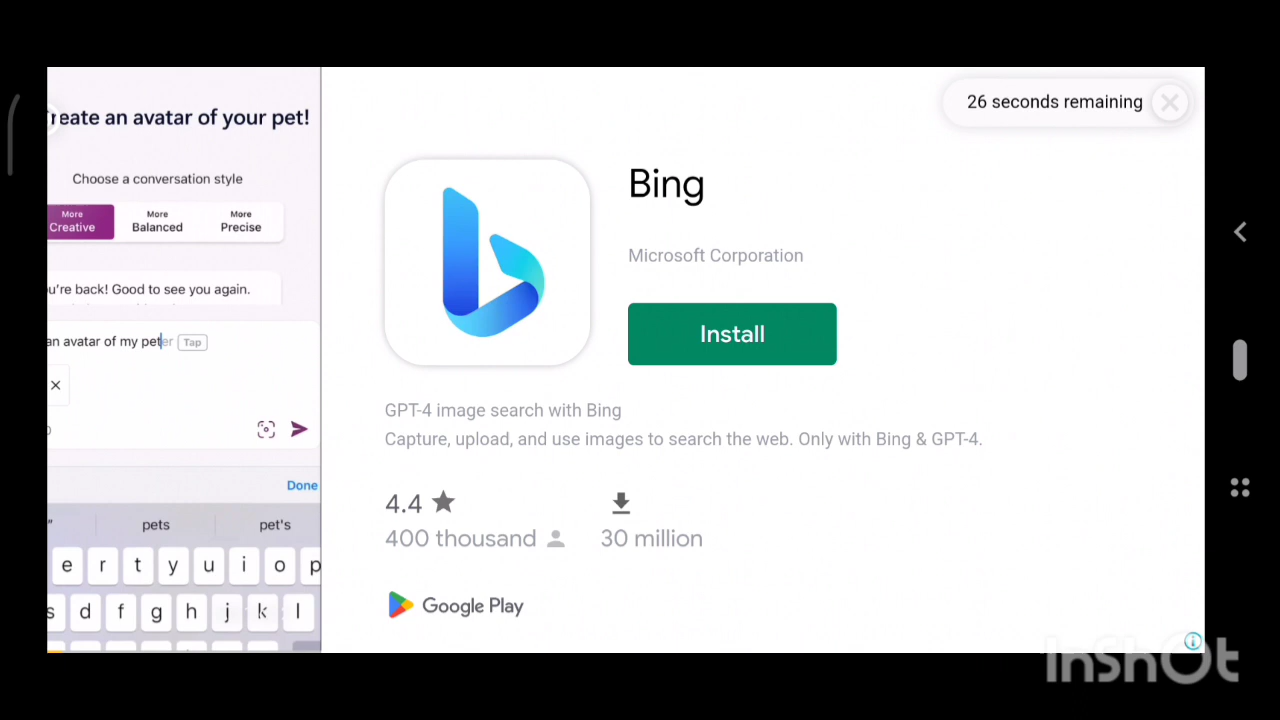 reate an avatar of your pet!
Choose a conversation style
More Creative
More Balanced
More Precise
u're back! Good to see you again.
an avatar of my peter Tap
Done
pets pet's
e r t y u i o p
s d f g h j k l
26 seconds remaining
Bing
Microsoft Corporation
Install
GPT-4 image search with Bing
Capture, upload, and use images to search the web. Only with Bing & GPT-4.
4.4
400 thousand 30 million
Google Play
InShOt